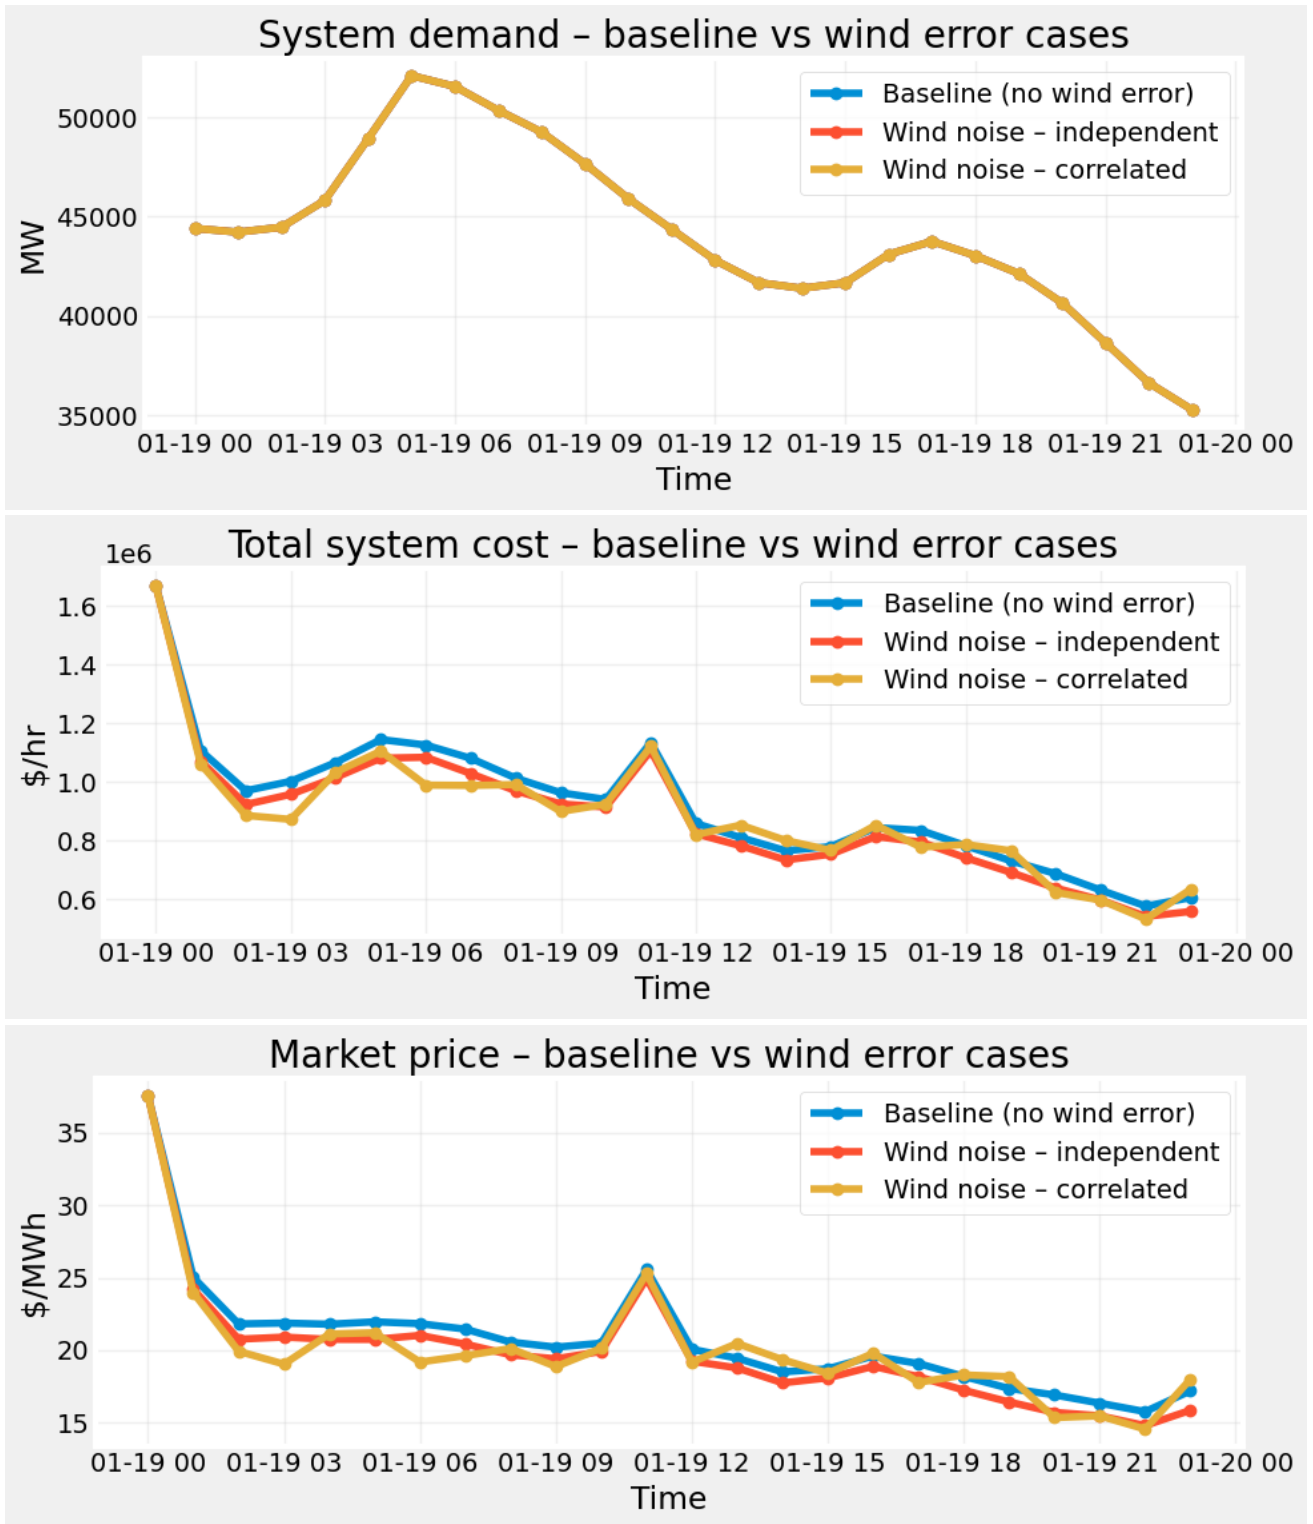 System demand – baseline vs wind error cases
50000
45000
40000
35000
MW
Baseline (no wind error)
Wind noise – independent
Wind noise – correlated
01-19 00 01-19 03 01-19 06 01-19 09 01-19 12 01-19 15 01-19 18 01-19 21 01-20 00
Time
Total system cost – baseline vs wind error cases
1e6
1.6
1.4
1.2
1.0
0.8
0.6
$/hr
Baseline (no wind error)
Wind noise – independent
Wind noise – correlated
01-19 00 01-19 03 01-19 06 01-19 09 01-19 12 01-19 15 01-19 18 01-19 21 01-20 00
Time
Market price – baseline vs wind error cases
35
30
25
20
15
$/MWh
Baseline (no wind error)
Wind noise – independent
Wind noise – correlated
01-19 00 01-19 03 01-19 06 01-19 09 01-19 12 01-19 15 01-19 18 01-19 21 01-20 00
Time